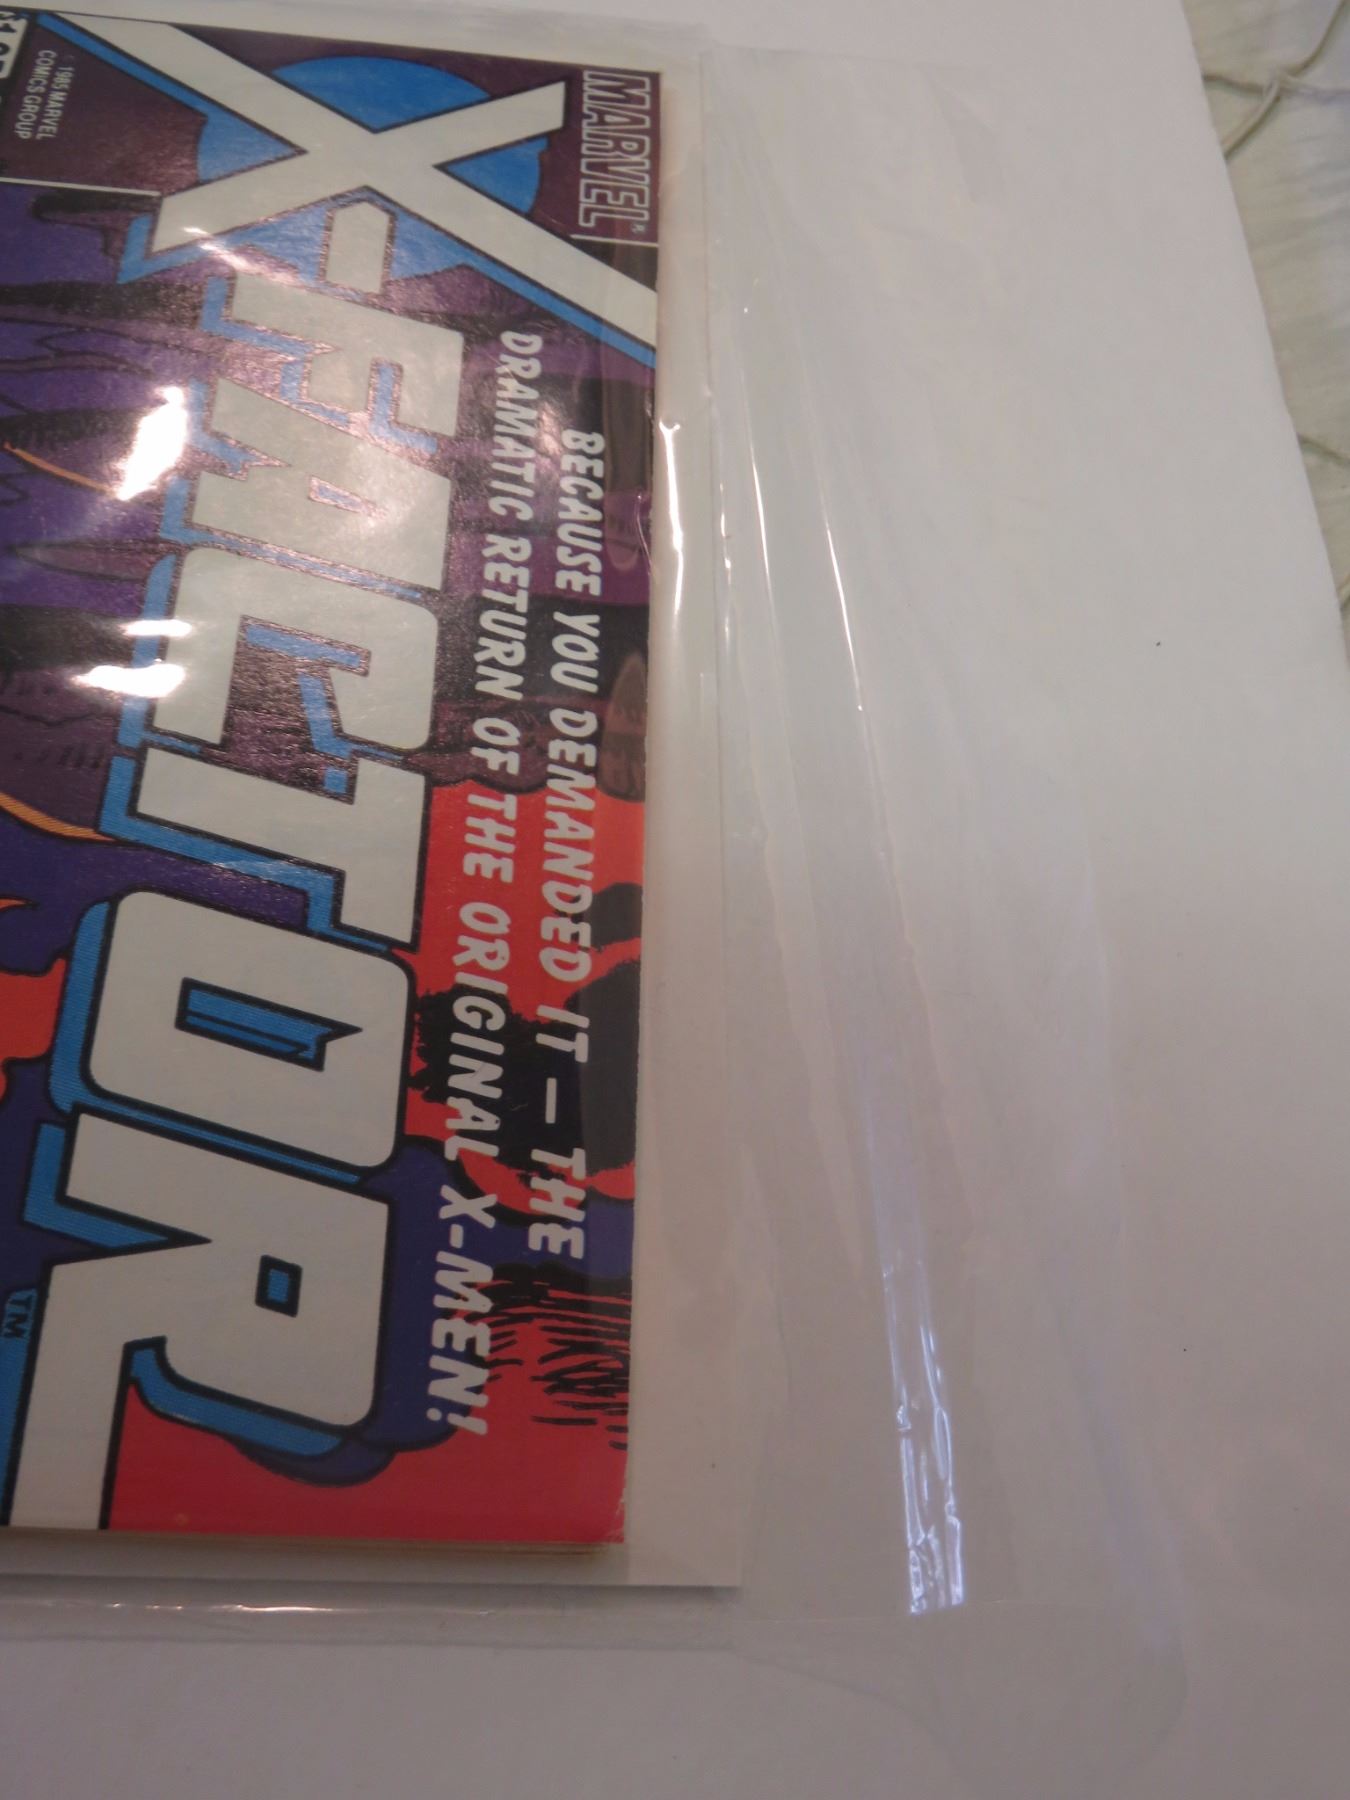 MARVEL
BECAUSE YOU DEMANDED IT — THE
DRAMATIC RETURN OF THE ORIGINAL X-MEN!
X-FACTOR
TM
1985 MARVEL
COMICS GROUP